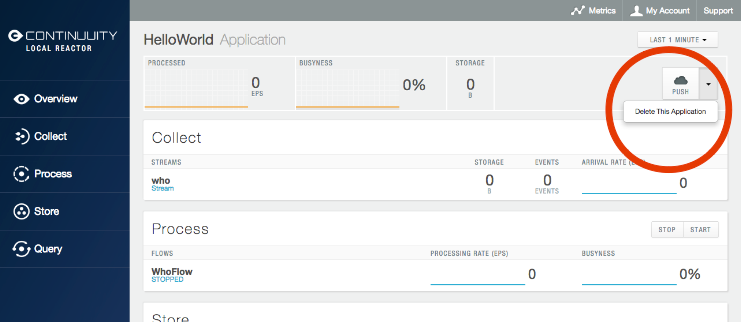 Metrics My Account Support
CONTINUUITY
LOCAL REACTOR
HelloWorld Application
LAST 1 MINUTE
PROCESSED
0
EPS
BUSYNESS
0%
STORAGE
0
B
PUSH
Delete This Application
Overview
Collect
Process
Store
Query
Collect
STREAMS STORAGE EVENTS ARRIVAL RATE
who 0 0 0
Stream B EVENTS
Process STOP START
FLOWS PROCESSING RATE (EPS) BUSYNESS
WhoFlow 0 0%
STOPPED
Store